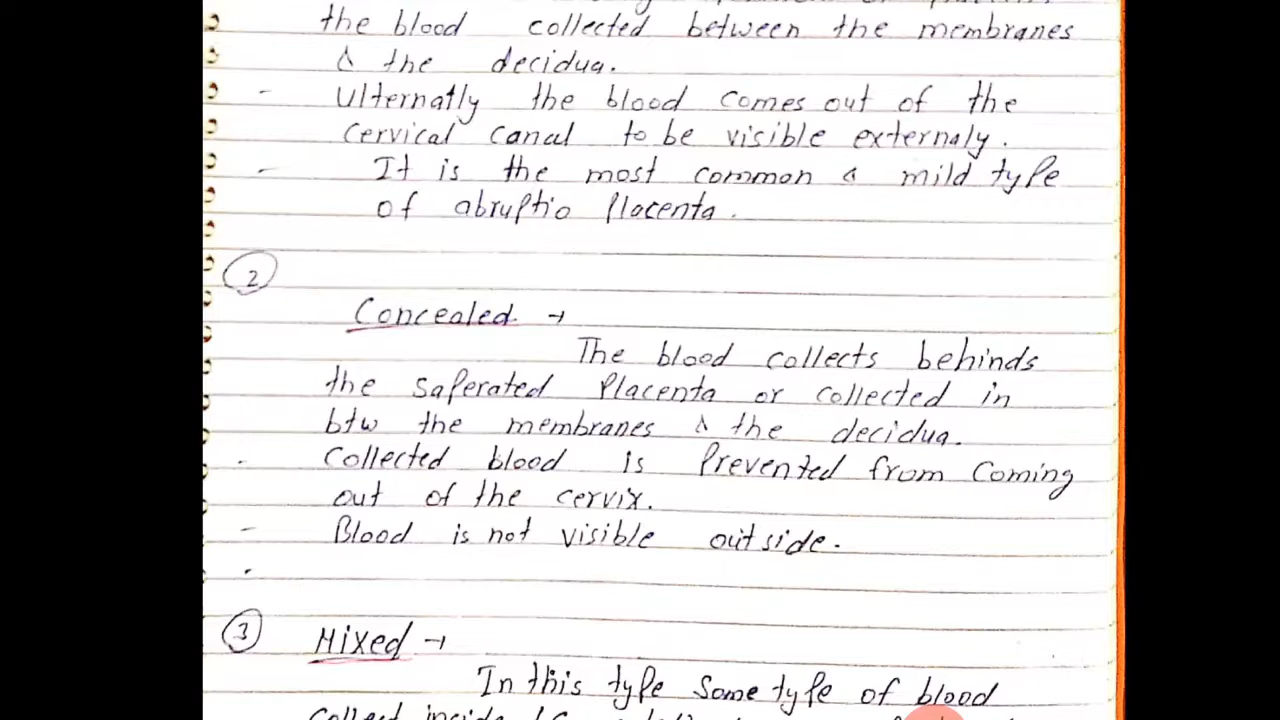 the blood collected between the membranes
& the decidua.
- Ulternatly the blood comes out of the
cervical canal to be visible externaly.
- It is the most common & mild type
of abruptio placenta.
2
Concealed →
The blood collects behinds
the saperated placenta or collected in
btw the membranes & the decidua.
- collected blood is prevented from coming
out of the cervix.
- Blood is not visible outside.
3 Mixed →
In this type some type of blood
collect inside